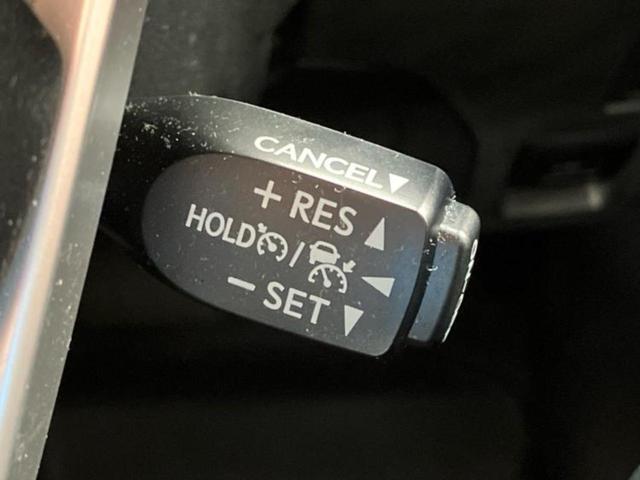 CANCEL▼
+ RES ▲
HOLD /
− SET ▼